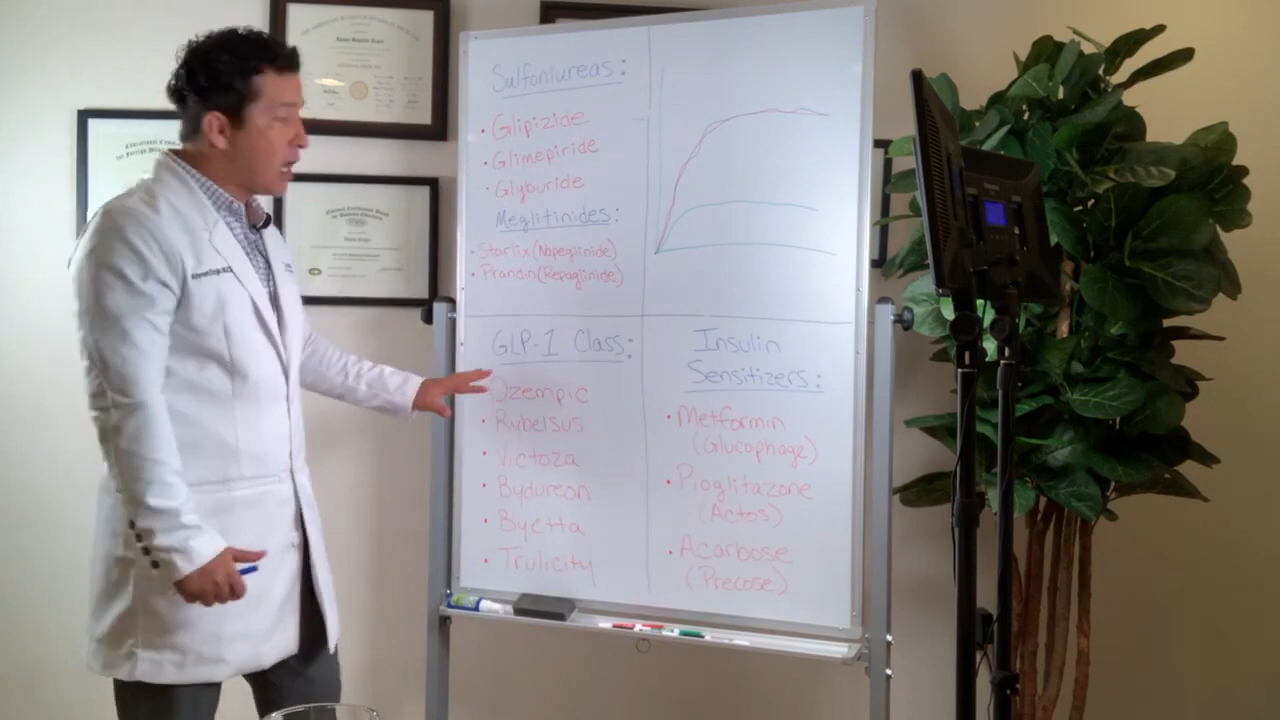 Sulfonlureas:
• Glipizide
• Glimepiride
• Glyburide
Meglitinides:
• Starlix (Napeglinide)
• Prandin (Repaglinide)
GLP-1 Class:
Ozempic
• Rybelsus
• Victoza
• Bydureon
• Byetta
• Trulicity
Insulin
Sensitizers:
• Metformin
(Glucophage)
• Pioglitazone
(Actos)
• Acarbose
(Precose)